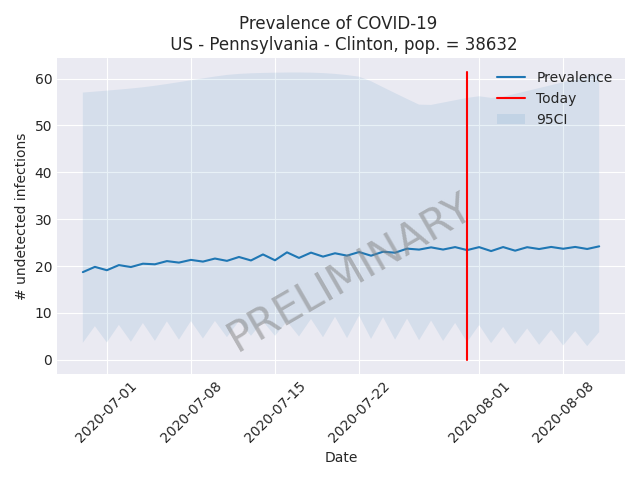 Prevalence of COVID-19
US - Pennsylvania - Clinton, pop. = 38632
# undetected infections
60
50
40
30
20
10
0
Prevalence
Today
95CI
PRELIMINARY
2020-07-01
2020-07-08
2020-07-15
2020-07-22
2020-08-01
2020-08-08
Date